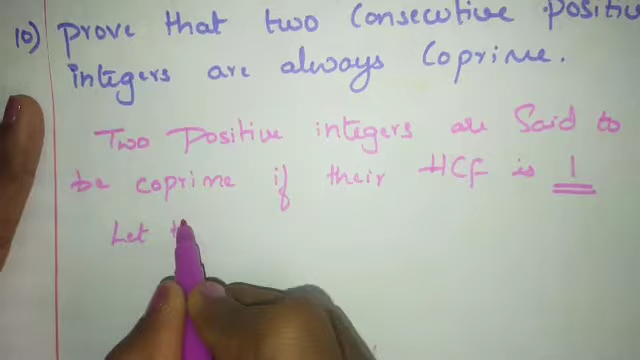 10) Prove that two Consecutive positive
integers are always Coprime.
Two Positive integers are Said to
be coprime if their HCF is 1
Let